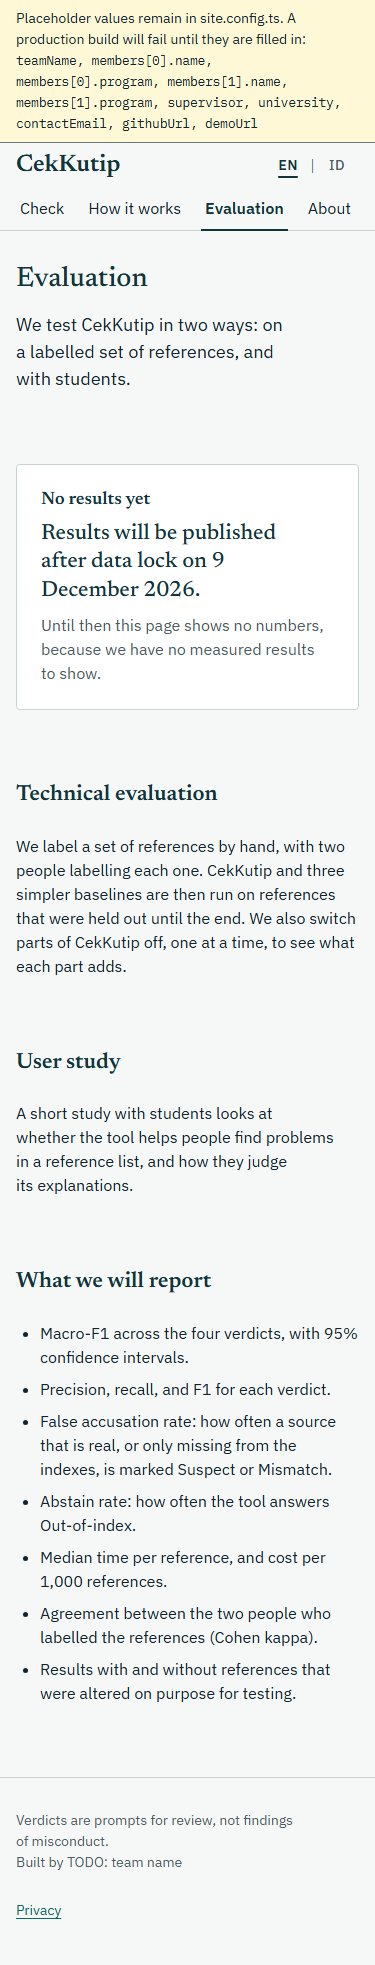 Placeholder values remain in site.config.ts. A
production build will fail until they are filled in:
teamName, members[0].name,
members[0].program, members[1].name,
members[1].program, supervisor, university,
contactEmail, githubUrl, demoUrl
CekKutip EN | ID
Check How it works Evaluation About
Evaluation
We test CekKutip in two ways: on
a labelled set of references, and
with students.
No results yet
Results will be published
after data lock on 9
December 2026.
Until then this page shows no numbers,
because we have no measured results
to show.
Technical evaluation
We label a set of references by hand, with two
people labelling each one. CekKutip and three
simpler baselines are then run on references
that were held out until the end. We also switch
parts of CekKutip off, one at a time, to see what
each part adds.
User study
A short study with students looks at
whether the tool helps people find problems
in a reference list, and how they judge
its explanations.
What we will report
• Macro-F1 across the four verdicts, with 95%
confidence intervals.
• Precision, recall, and F1 for each verdict.
• False accusation rate: how often a source
that is real, or only missing from the
indexes, is marked Suspect or Mismatch.
• Abstain rate: how often the tool answers
Out-of-index.
• Median time per reference, and cost per
1,000 references.
• Agreement between the two people who
labelled the references (Cohen kappa).
• Results with and without references that
were altered on purpose for testing.
Verdicts are prompts for review, not findings
of misconduct.
Built by TODO: team name
Privacy